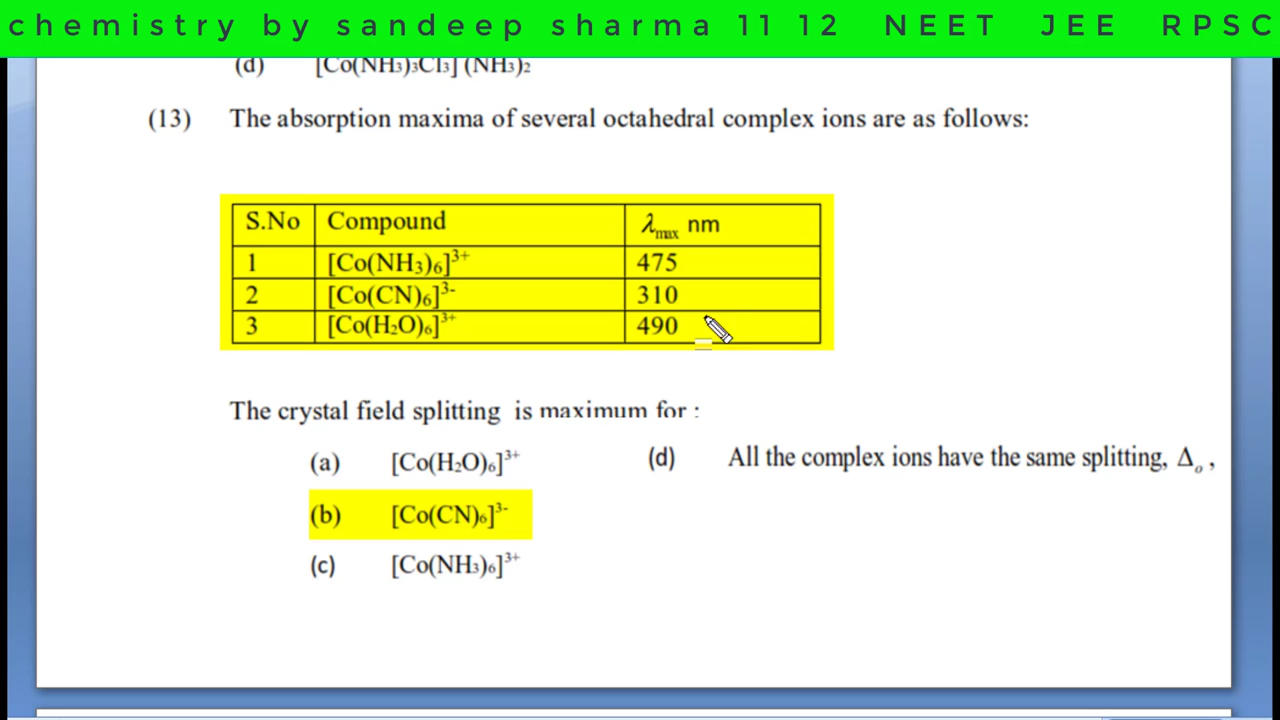 chemistry by sandeep sharma 11 12 NEET JEE RPSC
(d) [Co(NH₃)₃Cl₃] (NH₃)₂
(13) The absorption maxima of several octahedral complex ions are as follows:
S.No Compound λmax nm
1 [Co(NH₃)₆]³⁺ 475
2 [Co(CN)₆]³⁻ 310
3 [Co(H₂O)₆]³⁺ 490
The crystal field splitting is maximum for :
(a) [Co(H₂O)₆]³⁺ (d) All the complex ions have the same splitting, Δₒ ,
(b) [Co(CN)₆]³⁻
(c) [Co(NH₃)₆]³⁺